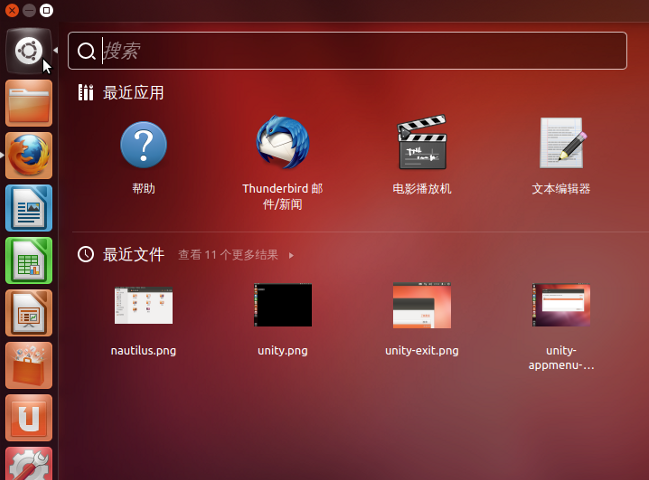 搜索
最近应用
帮助
Thunderbird 邮
件/新闻
电影播放机
文本编辑器
最近文件 查看 11 个更多结果
nautilus.png
unity.png
unity-exit.png
unity-
appmenu-...